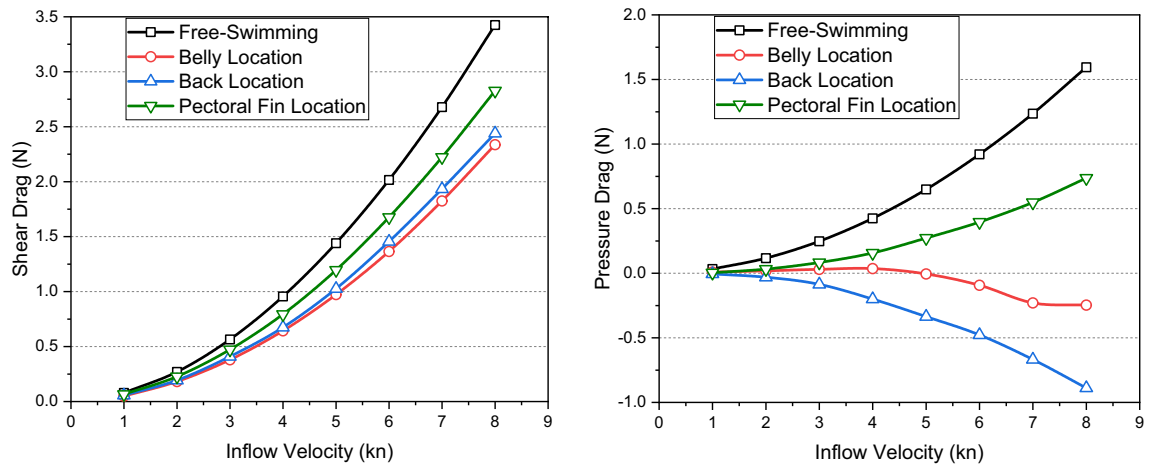 3.5
3.0
2.5
2.0
1.5
1.0
0.5
0.0
Shear Drag (N)
Free-Swimming
Belly Location
Back Location
Pectoral Fin Location
0 1 2 3 4 5 6 7 8 9
Inflow Velocity (kn)
2.0
1.5
1.0
0.5
0.0
-0.5
-1.0
Pressure Drag (N)
Free-Swimming
Belly Location
Back Location
Pectoral Fin Location
0 1 2 3 4 5 6 7 8 9
Inflow Velocity (kn)